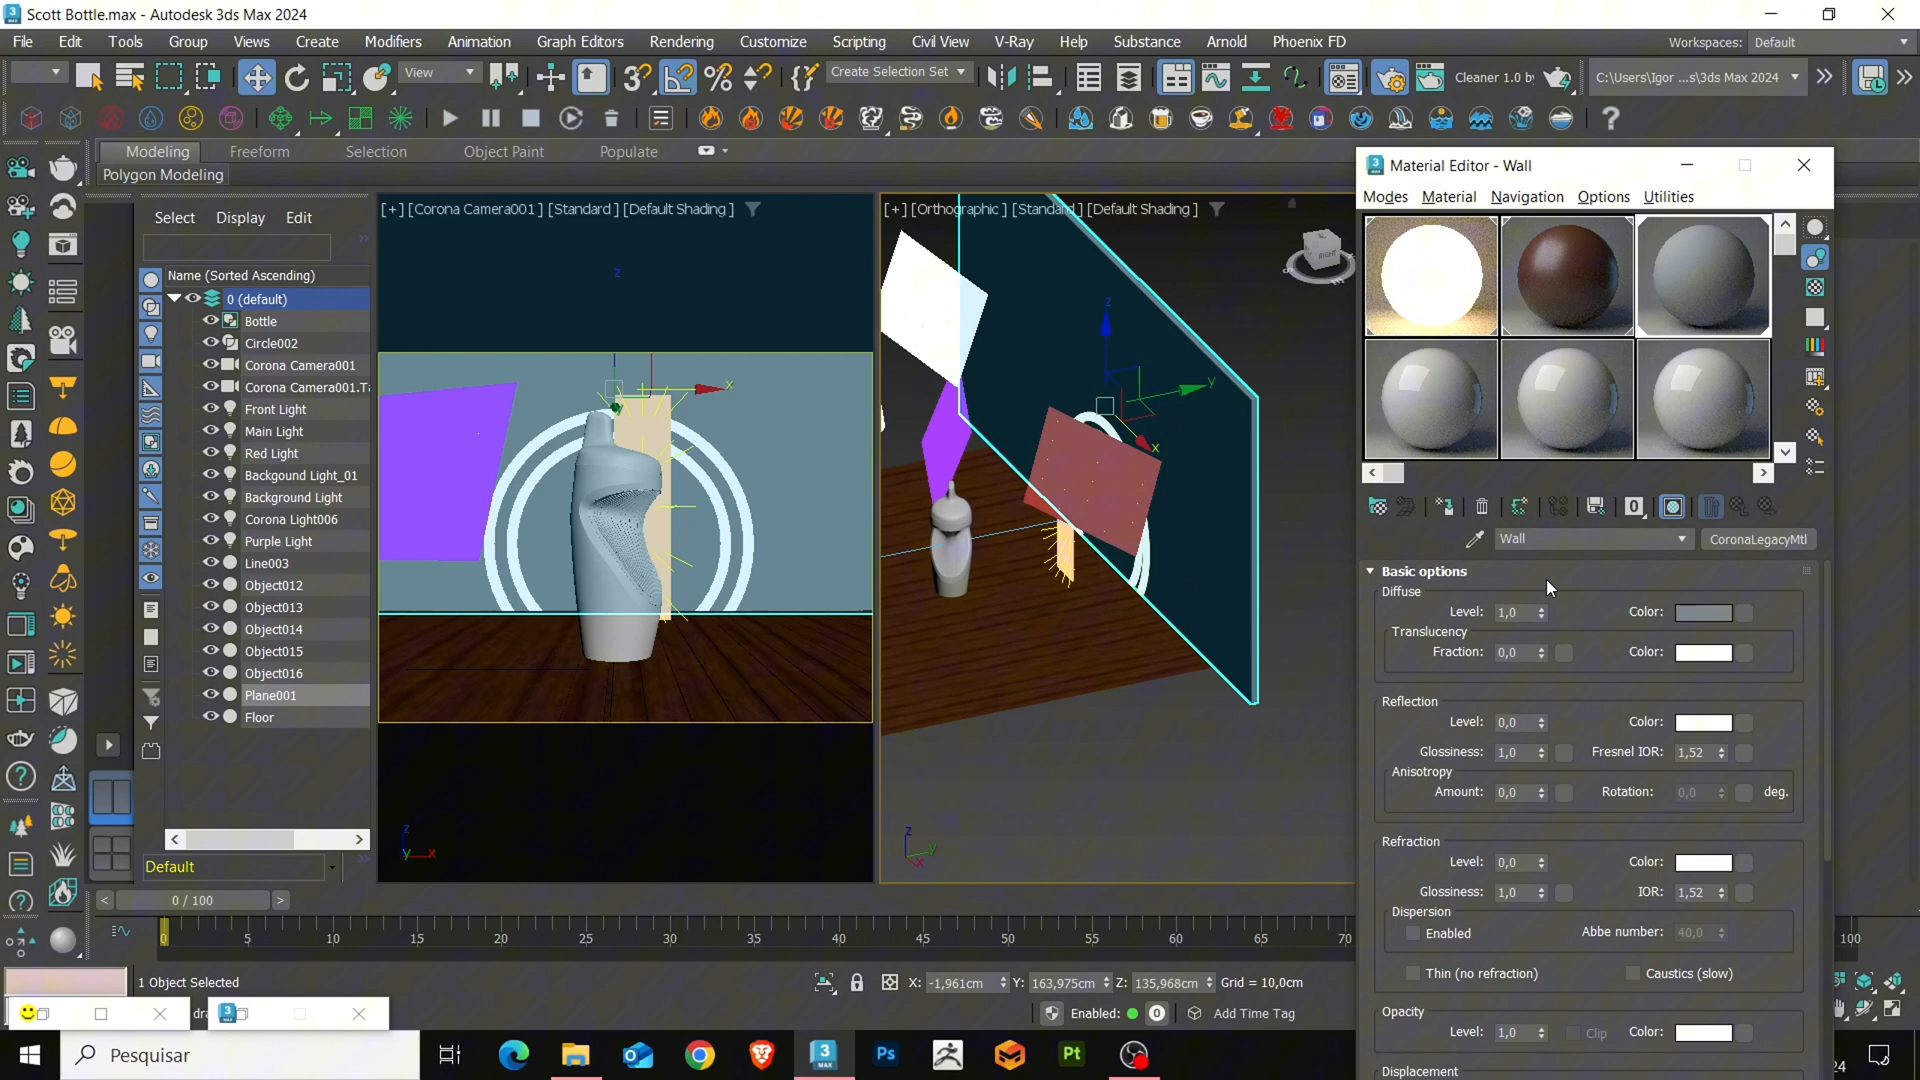 Scott Bottle.max - Autodesk 3ds Max 2024
File Edit Tools Group Views Create Modifiers Animation Graph Editors Rendering Customize Scripting Civil View V-Ray Help Substance Arnold Phoenix FD Workspaces: Default
View Create Selection Set Cleaner 1.0 by C:\Users\Igor ...s\3ds Max 2024
Modeling Freeform Selection Object Paint Populate
Polygon Modeling
Select Display Edit
Name (Sorted Ascending)
0 (default)
Bottle
Circle002
Corona Camera001
Corona Camera001.Ta
Front Light
Main Light
Red Light
Backgound Light_01
Background Light
Corona Light006
Purple Light
Line003
Object012
Object013
Object014
Object015
Object016
Plane001
Floor
Default
[+] [Corona Camera001 ] [Standard ] [Default Shading ]
z
x
z
y x
[+] [Orthographic ] [Standard ] [Default Shading ]
RIGHT
z
y
x
z
y
x
Material Editor - Wall
Modes Material Navigation Options Utilities
Wall CoronaLegacyMtl
Basic options
Diffuse
Level: 1,0 Color:
Translucency
Fraction: 0,0 Color:
Reflection
Level: 0,0 Color:
Glossiness: 1,0 Fresnel IOR: 1,52
Anisotropy
Amount: 0,0 Rotation: 0,0 deg.
Refraction
Level: 0,0 Color:
Glossiness: 1,0 IOR: 1,52
Dispersion
Enabled Abbe number: 40,0
Thin (no refraction) Caustics (slow)
Opacity
Level: 1,0 Clip Color:
Displacement
0 / 100
0 5 10 15 20 25 30 35 40 45 50 55 60 65 70 100
1 Object Selected X: -1,961cm Y: 163,975cm Z: 135,968cm Grid = 10,0cm
dra Enabled: 0 Add Time Tag
Pesquisar 3 MAX Ps Pt 24